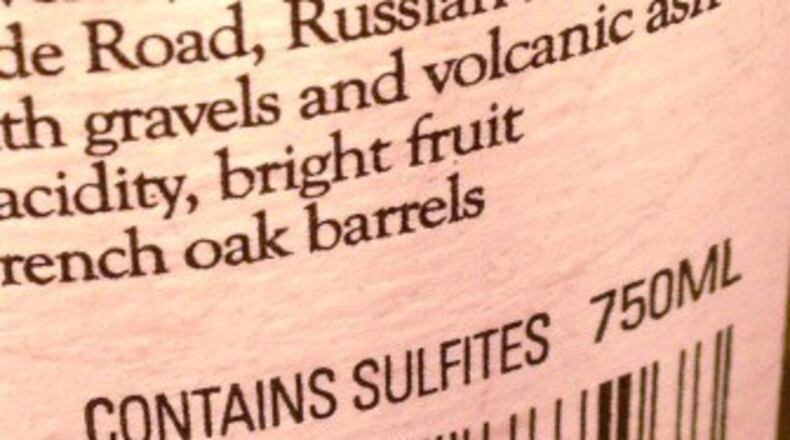 de Road, Russian
th gravels and volcanic ash
acidity, bright fruit
rench oak barrels
CONTAINS SULFITES 750ML